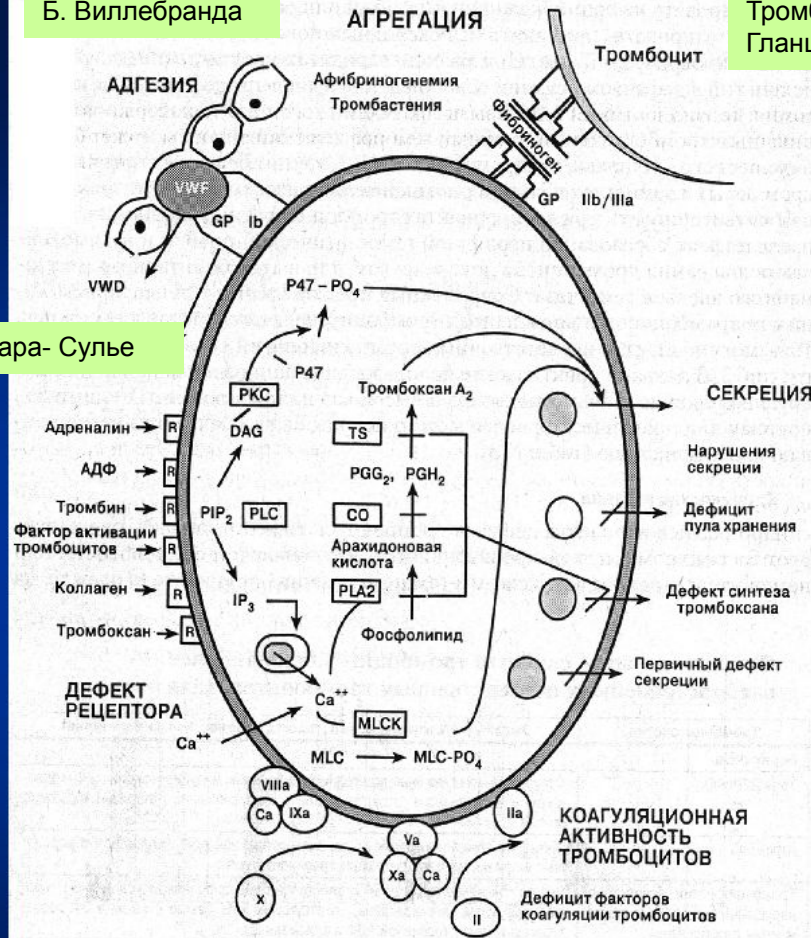 Б. Виллебранда
АГРЕГАЦИЯ
АДГЕЗИЯ
Афибриногенемия
Тромбастения
Тромбоцит
Фибриноген
VWF
GP Ib
GP IIb/IIIa
VWD
P47 – PO4
P47
PKC
DAG
Тромбоксан A2
СЕКРЕЦИЯ
Адреналин → R
TS
Нарушения
секреции
АДФ → R
PGG2, PGH2
Тромбин → R
PIP2
PLC
CO
Дефицит
пула хранения
Фактор активации
тромбоцитов
R
Арахидоновая
кислота
Коллаген → R
IP3
PLA2
Дефект синтеза
тромбоксана
Тромбоксан → R
Фосфолипид
Первичный дефект
секреции
ДЕФЕКТ
РЕЦЕПТОРА
Ca++
Ca++
MLCK
MLC → MLC-PO4
VIIIa
Ca
IXa
X
Va
Xa
Ca
IIa
II
КОАГУЛЯЦИОННАЯ
АКТИВНОСТЬ
ТРОМБОЦИТОВ
Дефицит факторов
коагуляции тромбоцитов